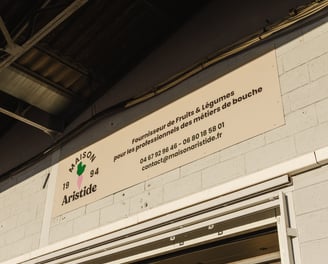 MAISON
19 94
Aristide
Fournisseur de Fruits & Légumes
pour les professionnels des métiers de bouche
04 67 92 96 46 - 06 80 18 58 01
contact@maisonaristide.fr